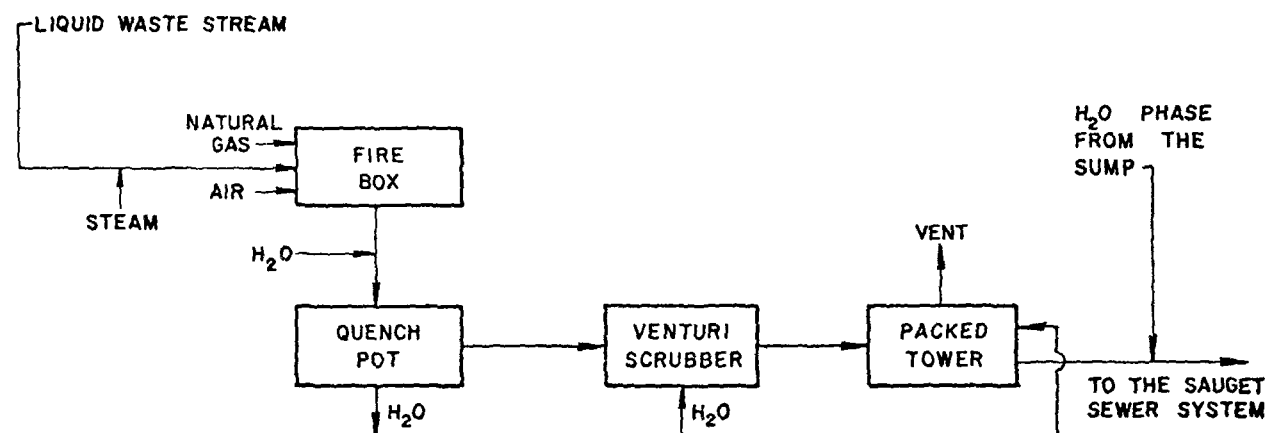 LIQUID WASTE STREAM
NATURAL
GAS
FIRE
BOX
AIR
STEAM
H₂O
H₂O PHASE
FROM THE
SUMP
VENT
QUENCH
POT
VENTURI
SCRUBBER
PACKED
TOWER
TO THE SAUGET
SEWER SYSTEM
H₂O
H₂O